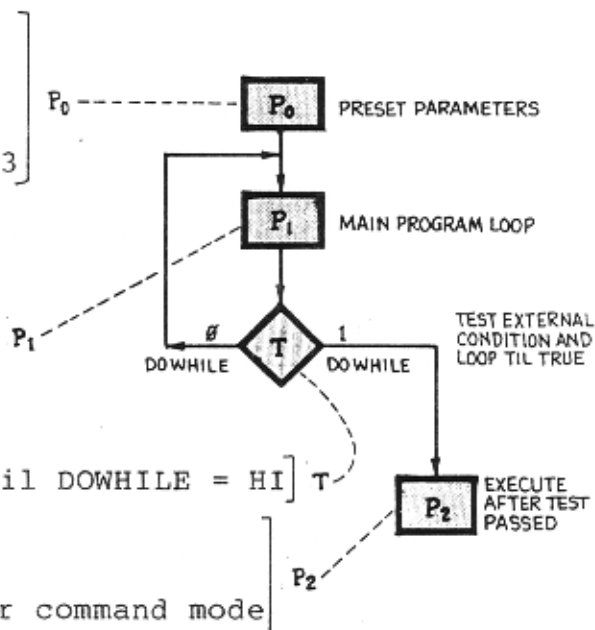 P₀
P₀ PRESET PARAMETERS
3
P₁ MAIN PROGRAM LOOP
P₁
Ø T 1
DOWHILE DOWHILE
TEST EXTERNAL
CONDITION AND
LOOP TIL TRUE
il DOWHILE = HI] T
P₂ EXECUTE
AFTER TEST
PASSED
P₂
r command mode